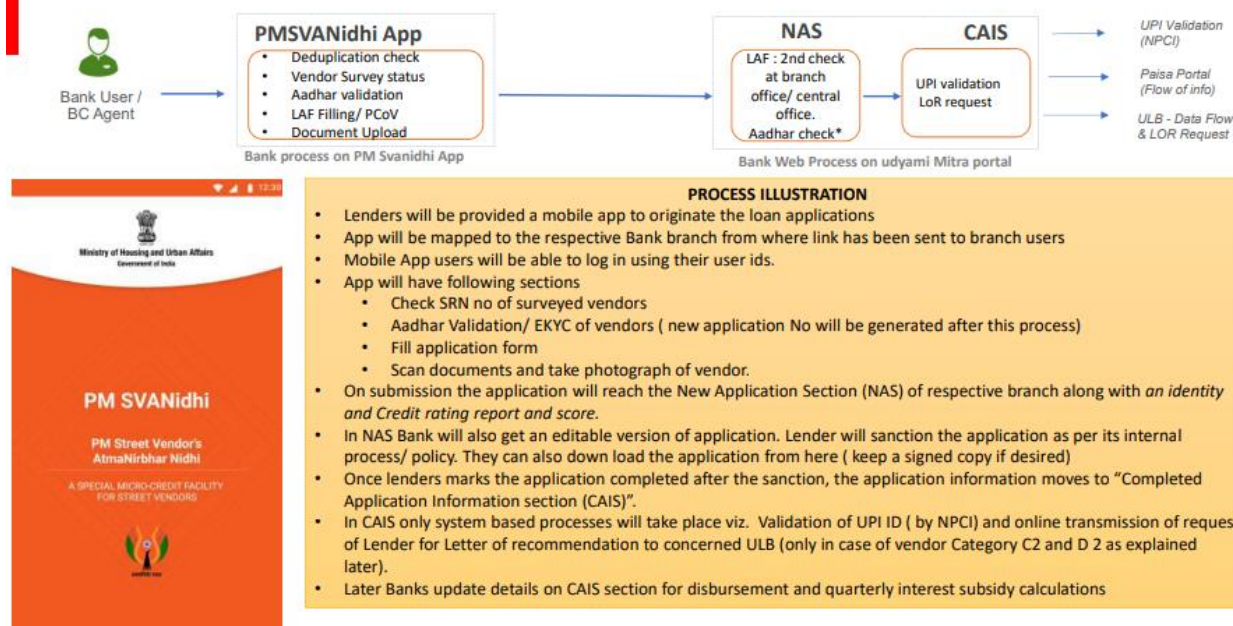 PMSVANidhi App
• Deduplication check
• Vendor Survey status
• Aadhar validation
• LAF Filling/ PCoV
• Document Upload
Bank User /
BC Agent
Bank process on PM Svanidhi App
NAS
LAF : 2nd check
at branch
office/ central
office.
Aadhar check*
CAIS
UPI validation
LoR request
Bank Web Process on udyami Mitra portal
UPI Validation
(NPCI)
Paisa Portal
(Flow of info)
ULB - Data Flow
& LOR Request
12:30
Ministry of Housing and Urban Affairs
Government of India
PM SVANidhi
PM Street Vendor's
AtmaNirbhar Nidhi
A SPECIAL MICRO-CREDIT FACILITY
FOR STREET VENDORS
PROCESS ILLUSTRATION
• Lenders will be provided a mobile app to originate the loan applications
• App will be mapped to the respective Bank branch from where link has been sent to branch users
• Mobile App users will be able to log in using their user ids.
• App will have following sections
• Check SRN no of surveyed vendors
• Aadhar Validation/ EKYC of vendors ( new application No will be generated after this process)
• Fill application form
• Scan documents and take photograph of vendor.
• On submission the application will reach the New Application Section (NAS) of respective branch along with an identity
and Credit rating report and score.
• In NAS Bank will also get an editable version of application. Lender will sanction the application as per its internal
process/ policy. They can also down load the application from here ( keep a signed copy if desired)
• Once lenders marks the application completed after the sanction, the application information moves to “Completed
Application Information section (CAIS)”.
• In CAIS only system based processes will take place viz. Validation of UPI ID ( by NPCI) and online transmission of reques
of Lender for Letter of recommendation to concerned ULB (only in case of vendor Category C2 and D 2 as explained
later).
• Later Banks update details on CAIS section for disbursement and quarterly interest subsidy calculations